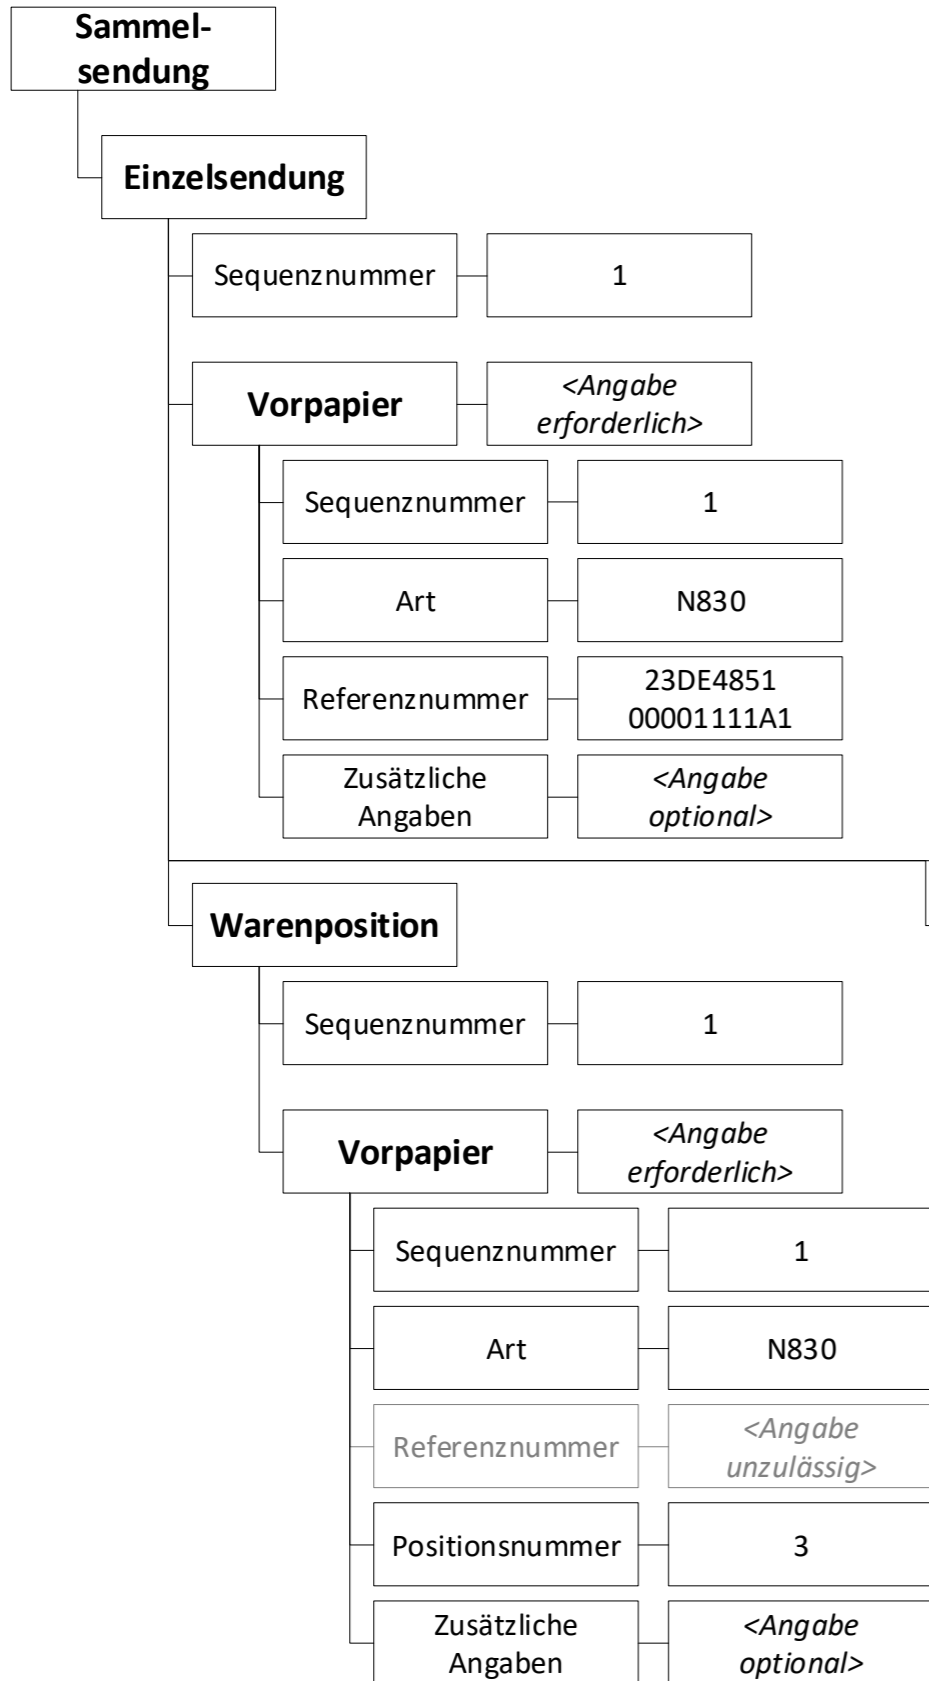 Sammel-
sendung
Einzelsendung
Sequenznummer
1
Vorpapier
<Angabe
erforderlich>
Sequenznummer
1
Art
N830
Referenznummer
23DE4851
00001111A1
Zusätzliche
Angaben
<Angabe
optional>
Warenposition
Sequenznummer
1
Vorpapier
<Angabe
erforderlich>
Sequenznummer
1
Art
N830
Referenznummer
<Angabe
unzulässig>
Positionsnummer
3
Zusätzliche
Angaben
<Angabe
optional>